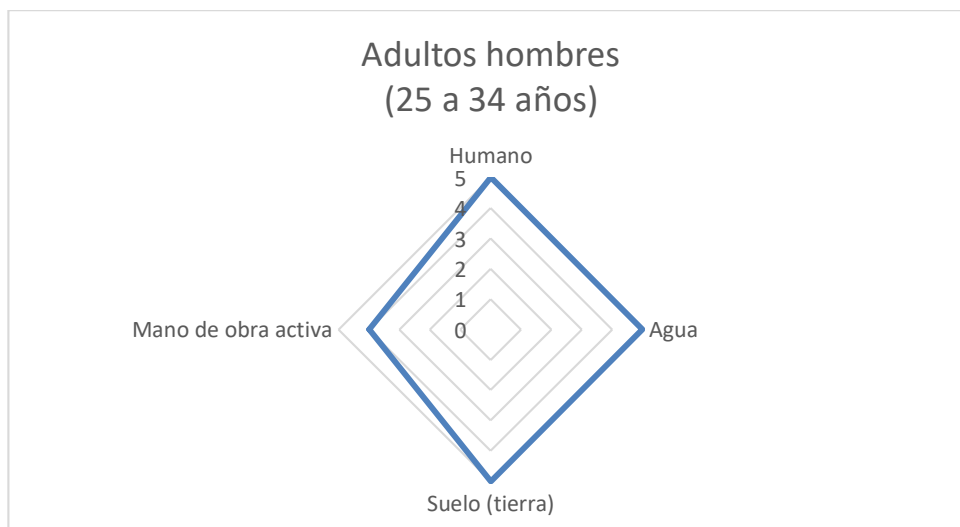 Adultos hombres
(25 a 34 años)
Humano
5
4
3
2
1
0
Mano de obra activa
Agua
Suelo (tierra)